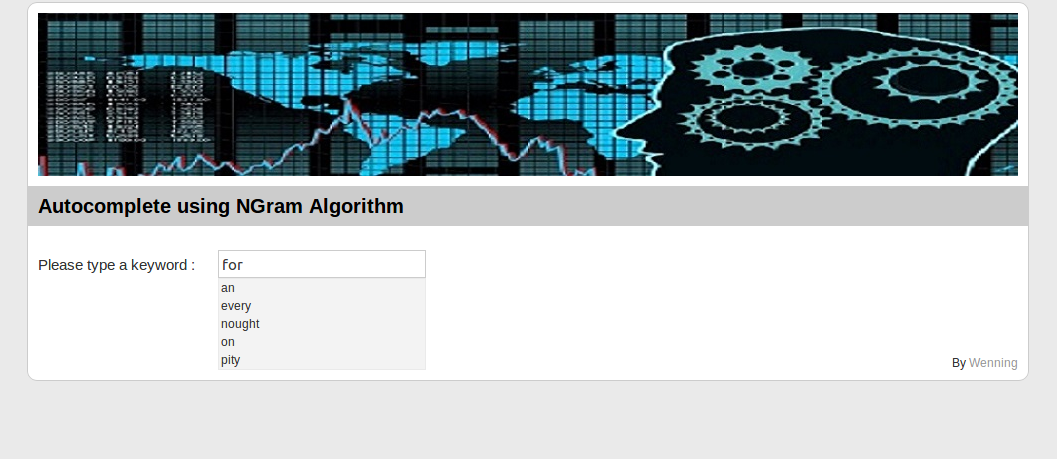 Autocomplete using NGram Algorithm
Please type a keyword : for
an
every
nought
on
pity
By Wenning